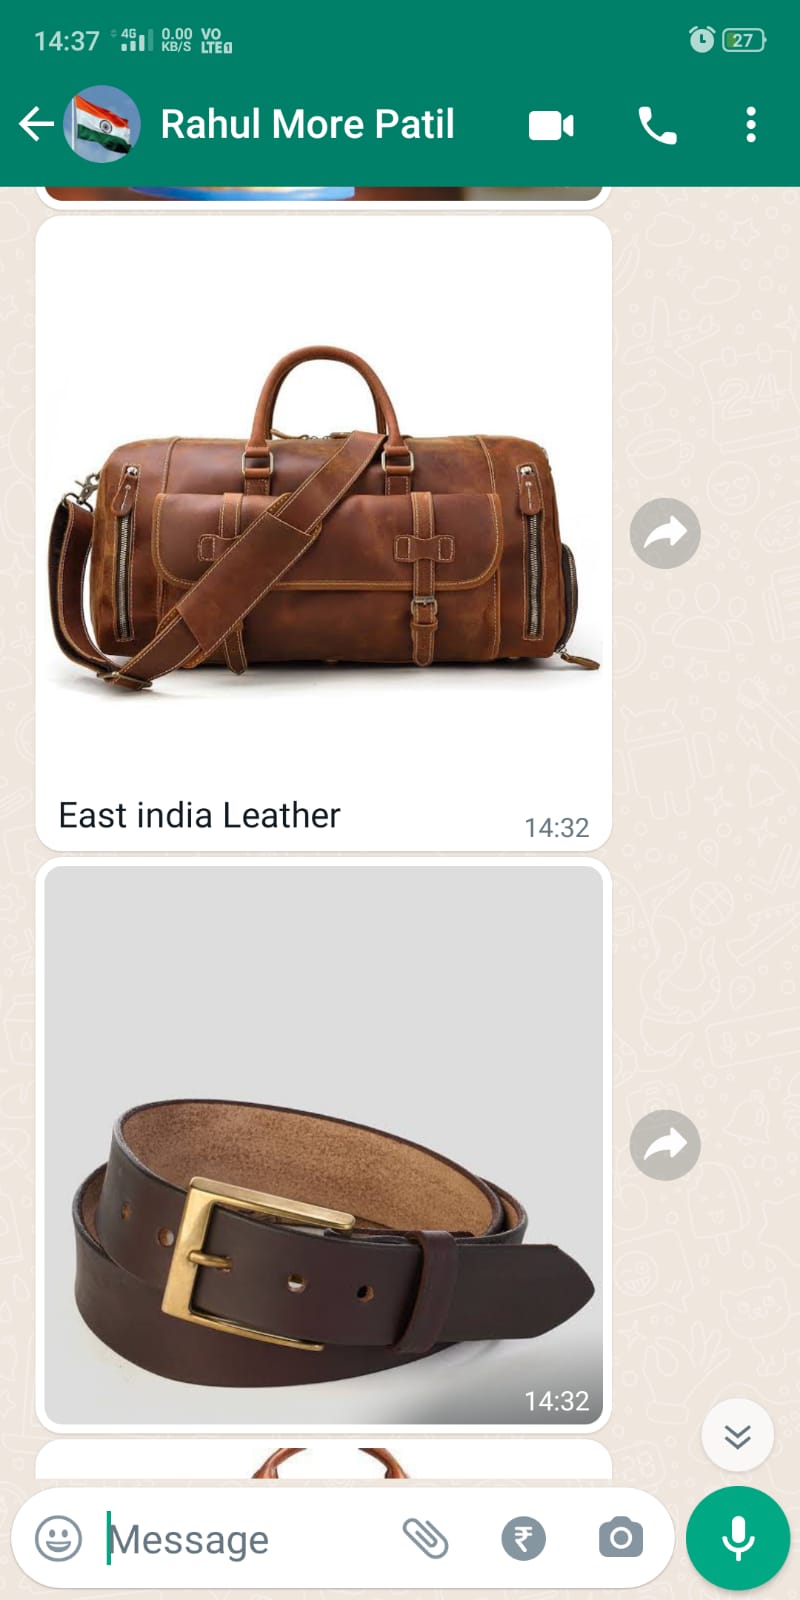 14:37 4G 0.00 KB/S VO LTE 27
Rahul More Patil
East india Leather
14:32
14:32
Message